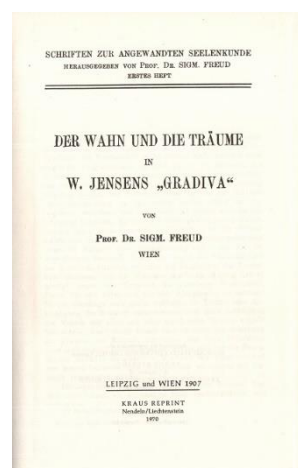 SCHRIFTEN ZUR ANGEWANDTEN SEELENKUNDE
HERAUSGEGEBEN VON PROF. DR. SIGM. FREUD
ERSTES HEFT
DER WAHN UND DIE TRÄUME
IN
W. JENSENS „GRADIVA“
VON
PROF. DR. SIGM. FREUD
WIEN
LEIPZIG und WIEN 1907
KRAUS REPRINT
Nendeln/Liechtenstein
1970